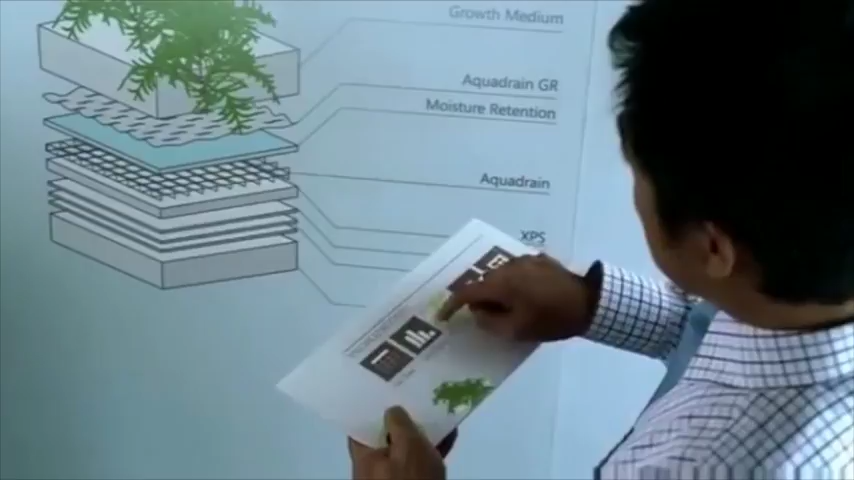 Growth Medium
Aquadrain GR
Moisture Retention
Aquadrain
XPS